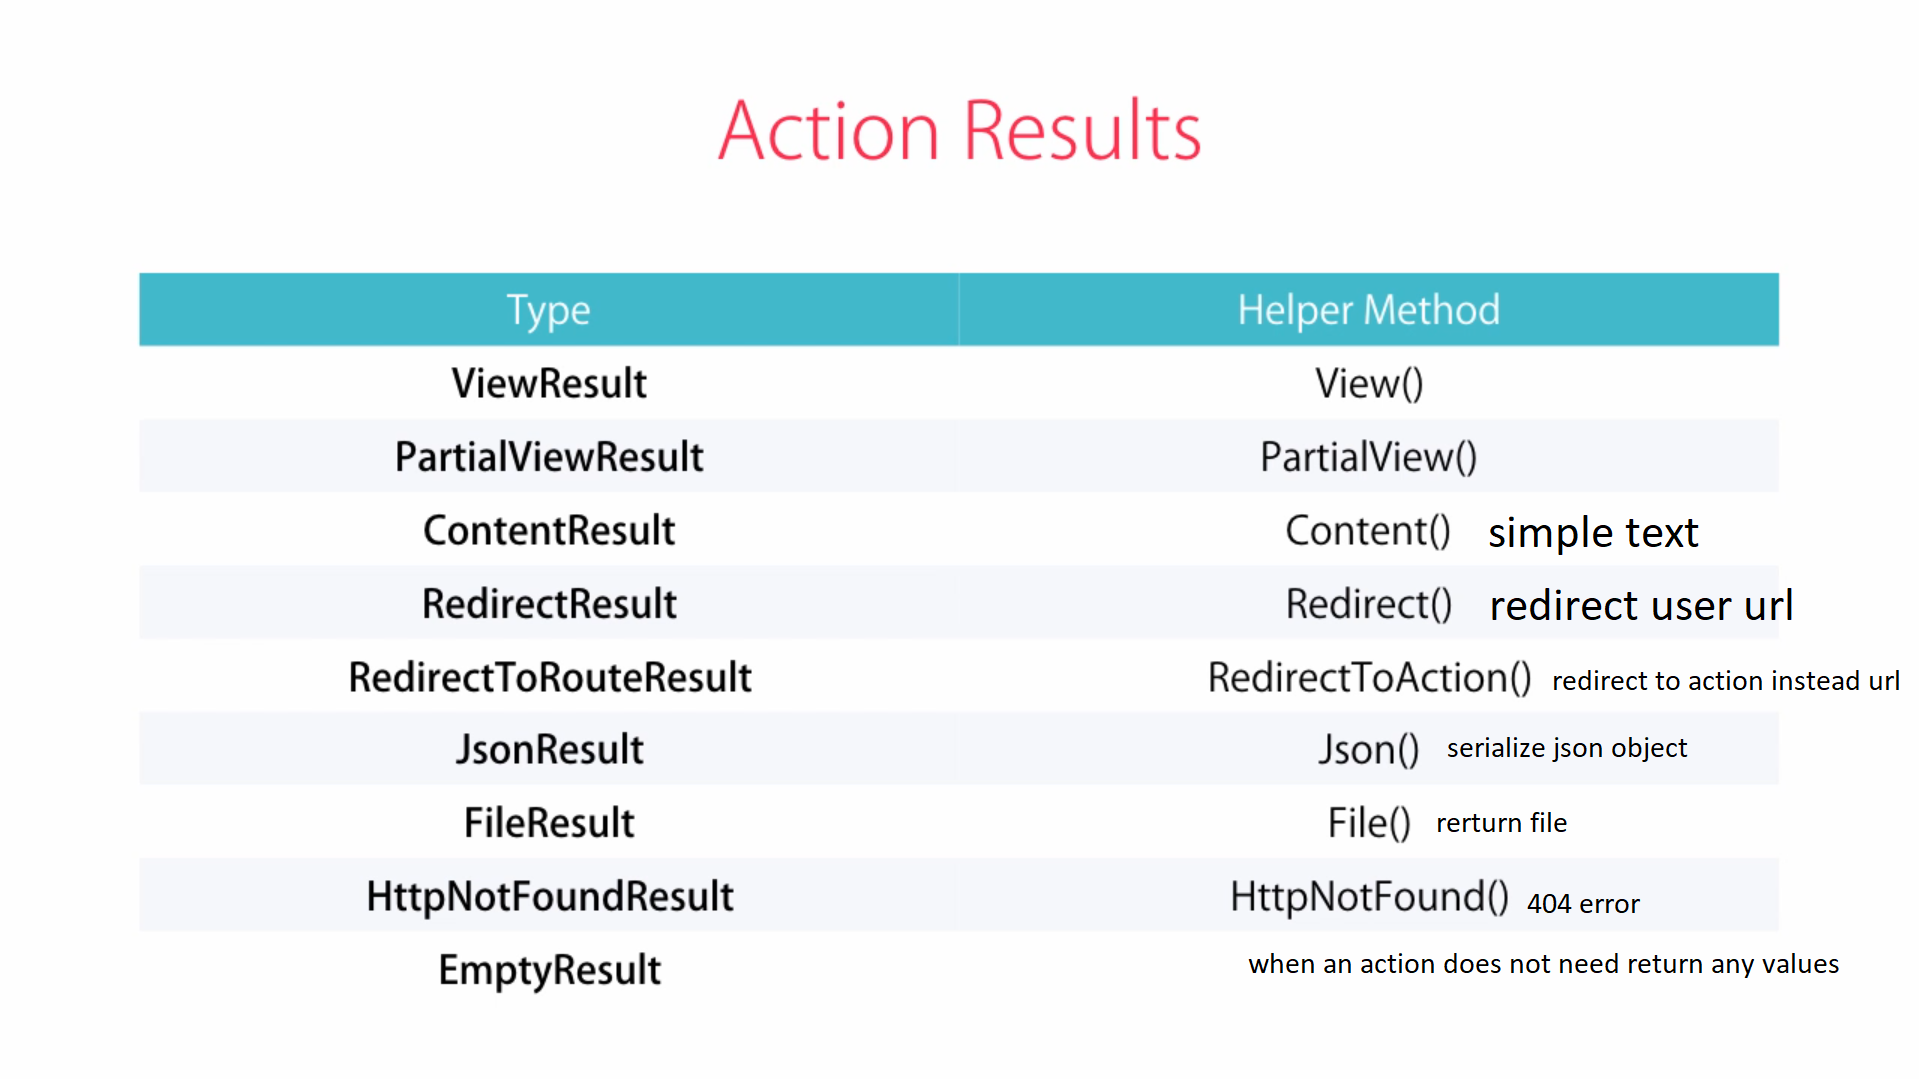 Action Results
Type Helper Method
ViewResult View()
PartialViewResult PartialView()
ContentResult Content() simple text
RedirectResult Redirect() redirect user url
RedirectToRouteResult RedirectToAction() redirect to action instead url
JsonResult Json() serialize json object
FileResult File() rerturn file
HttpNotFoundResult HttpNotFound() 404 error
EmptyResult when an action does not need return any values